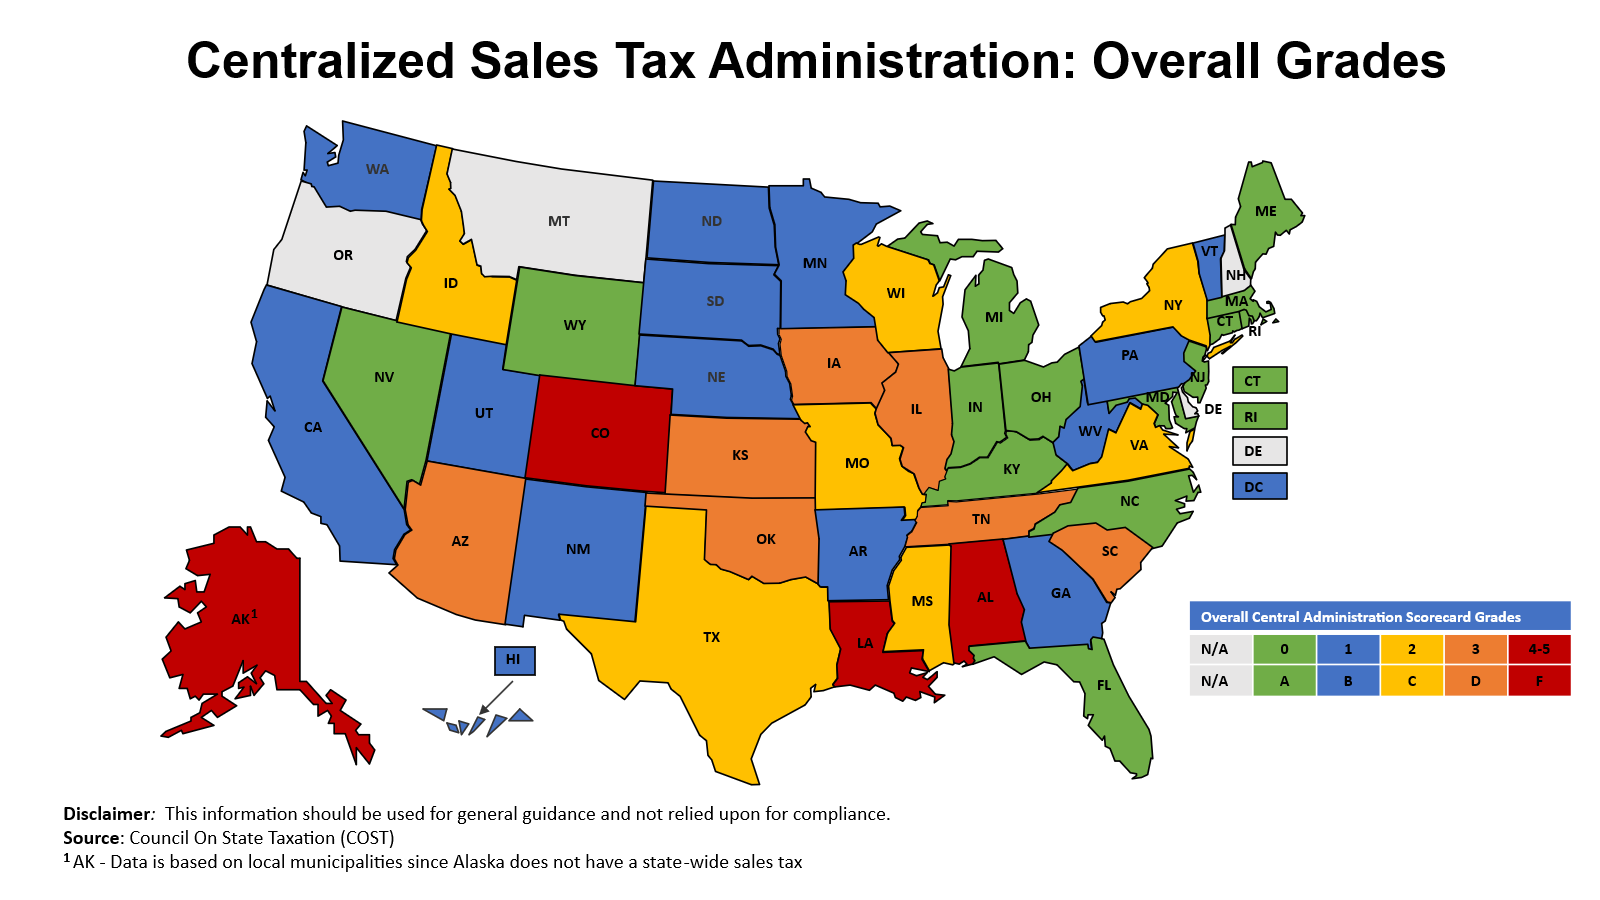 Centralized Sales Tax Administration: Overall Grades
WA
MT
ND
ME
OR
MN
VT
ID
SD
WI
NH
WY
NY
MA
MI
CT
RI
NV
NE
IA
PA
NJ
CT
UT
IL
IN
OH
MD
DE
RI
CA
CO
KS
MO
WV
VA
DE
KY
DC
AZ
OK
TN
NC
NM
AR
SC
AK1
MS
AL
GA
TX
LA
HI
FL
Overall Central Administration Scorecard Grades
N/A 0 1 2 3 4-5
N/A A B C D F
Disclaimer: This information should be used for general guidance and not relied upon for compliance.
Source: Council On State Taxation (COST)
1 AK - Data is based on local municipalities since Alaska does not have a state-wide sales tax